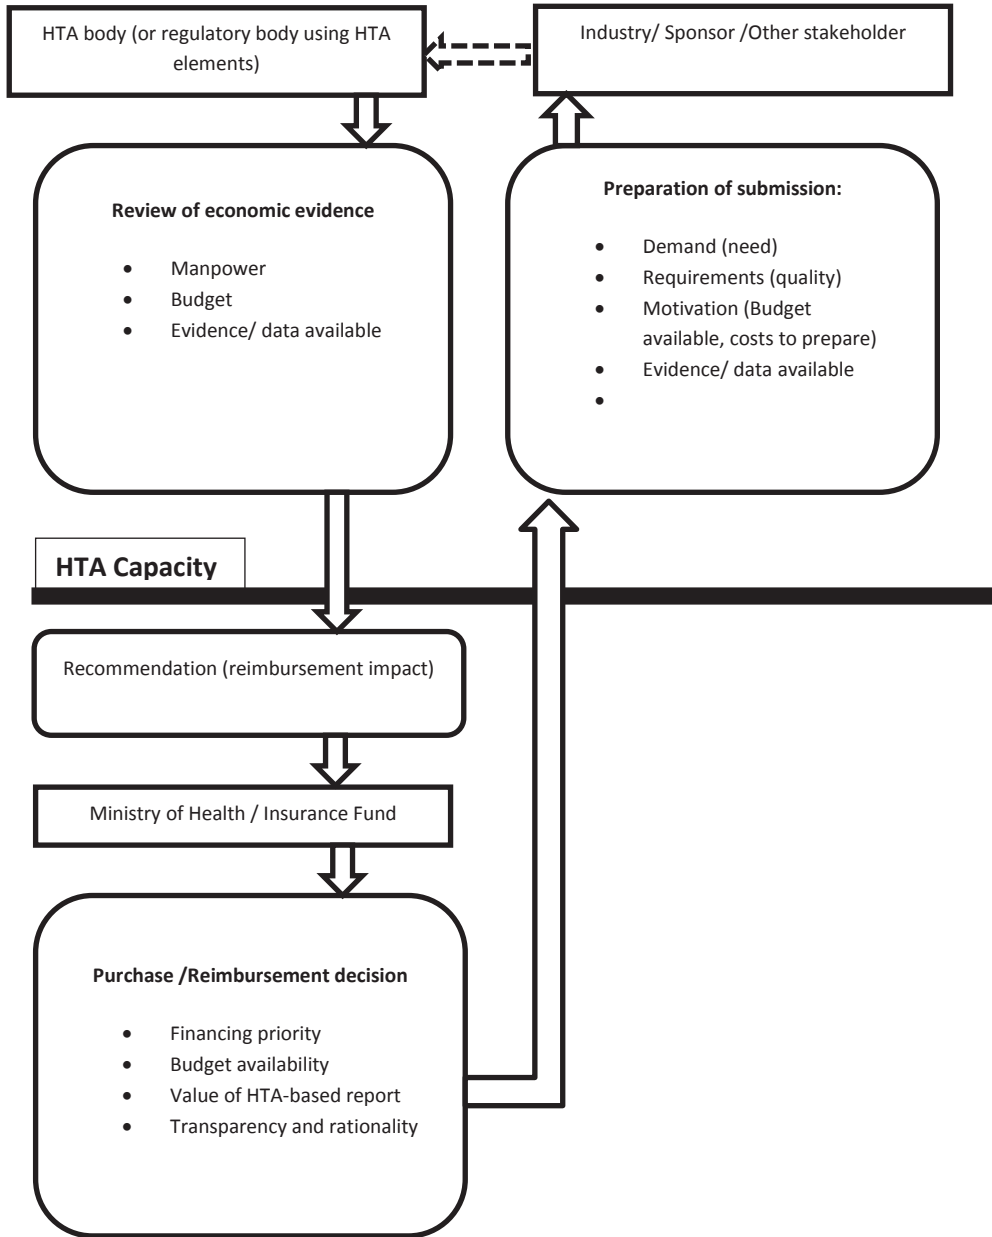 HTA body (or regulatory body using HTA
elements)
Industry/ Sponsor /Other stakeholder
Review of economic evidence
• Manpower
• Budget
• Evidence/ data available
Preparation of submission:
• Demand (need)
• Requirements (quality)
• Motivation (Budget
available, costs to prepare)
• Evidence/ data available
•
HTA Capacity
Recommendation (reimbursement impact)
Ministry of Health / Insurance Fund
Purchase /Reimbursement decision
• Financing priority
• Budget availability
• Value of HTA-based report
• Transparency and rationality